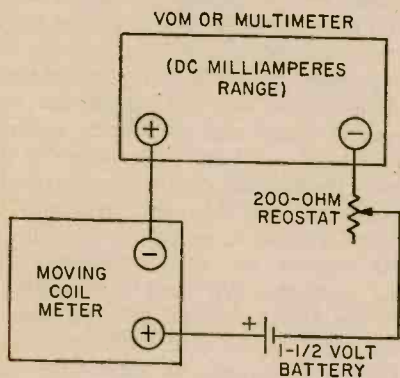 VOM OR MULTIMETER
(DC MILLIAMPERES
RANGE)
+
−
200-OHM
REOSTAT
−
MOVING
COIL
METER
+
+
1-1/2 VOLT
BATTERY